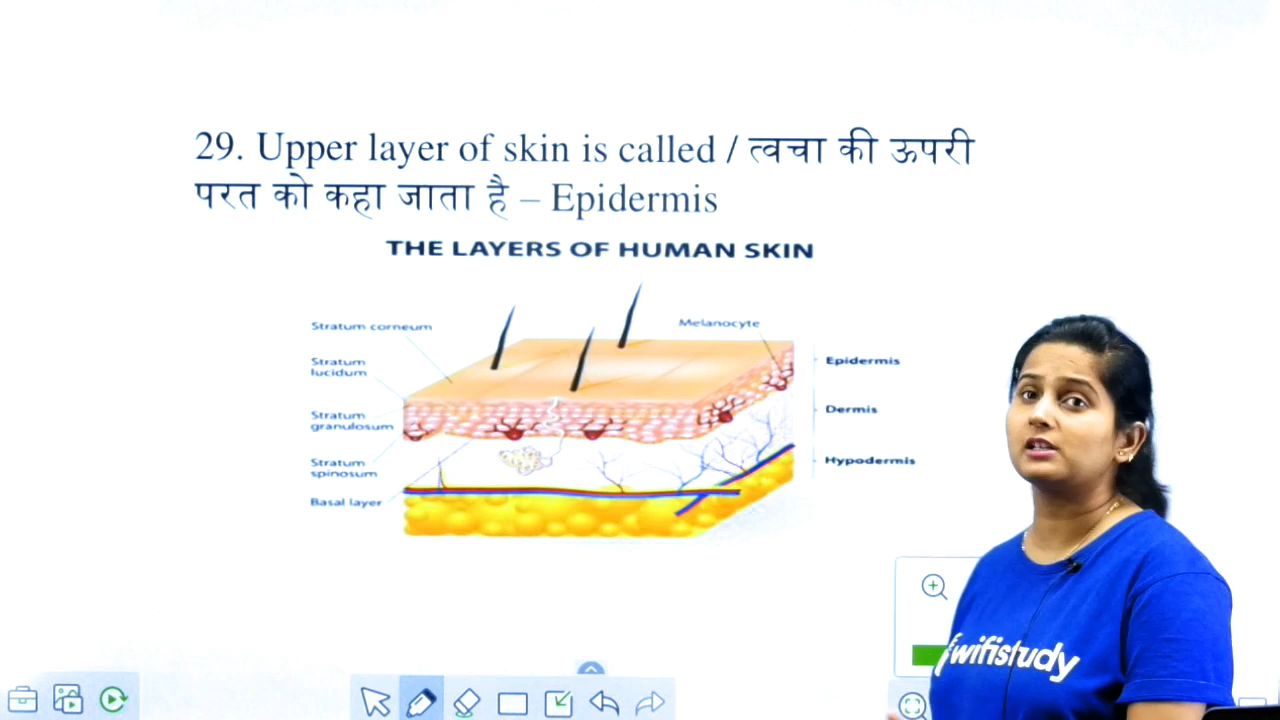 29. Upper layer of skin is called / त्वचा की ऊपरी
परत को कहा जाता है – Epidermis
THE LAYERS OF HUMAN SKIN
Stratum corneum
Melanocyte
Stratum
lucidum
Epidermis
Stratum
granulosum
Dermis
Stratum
spinosum
Hypodermis
Basal layer
wifistudy